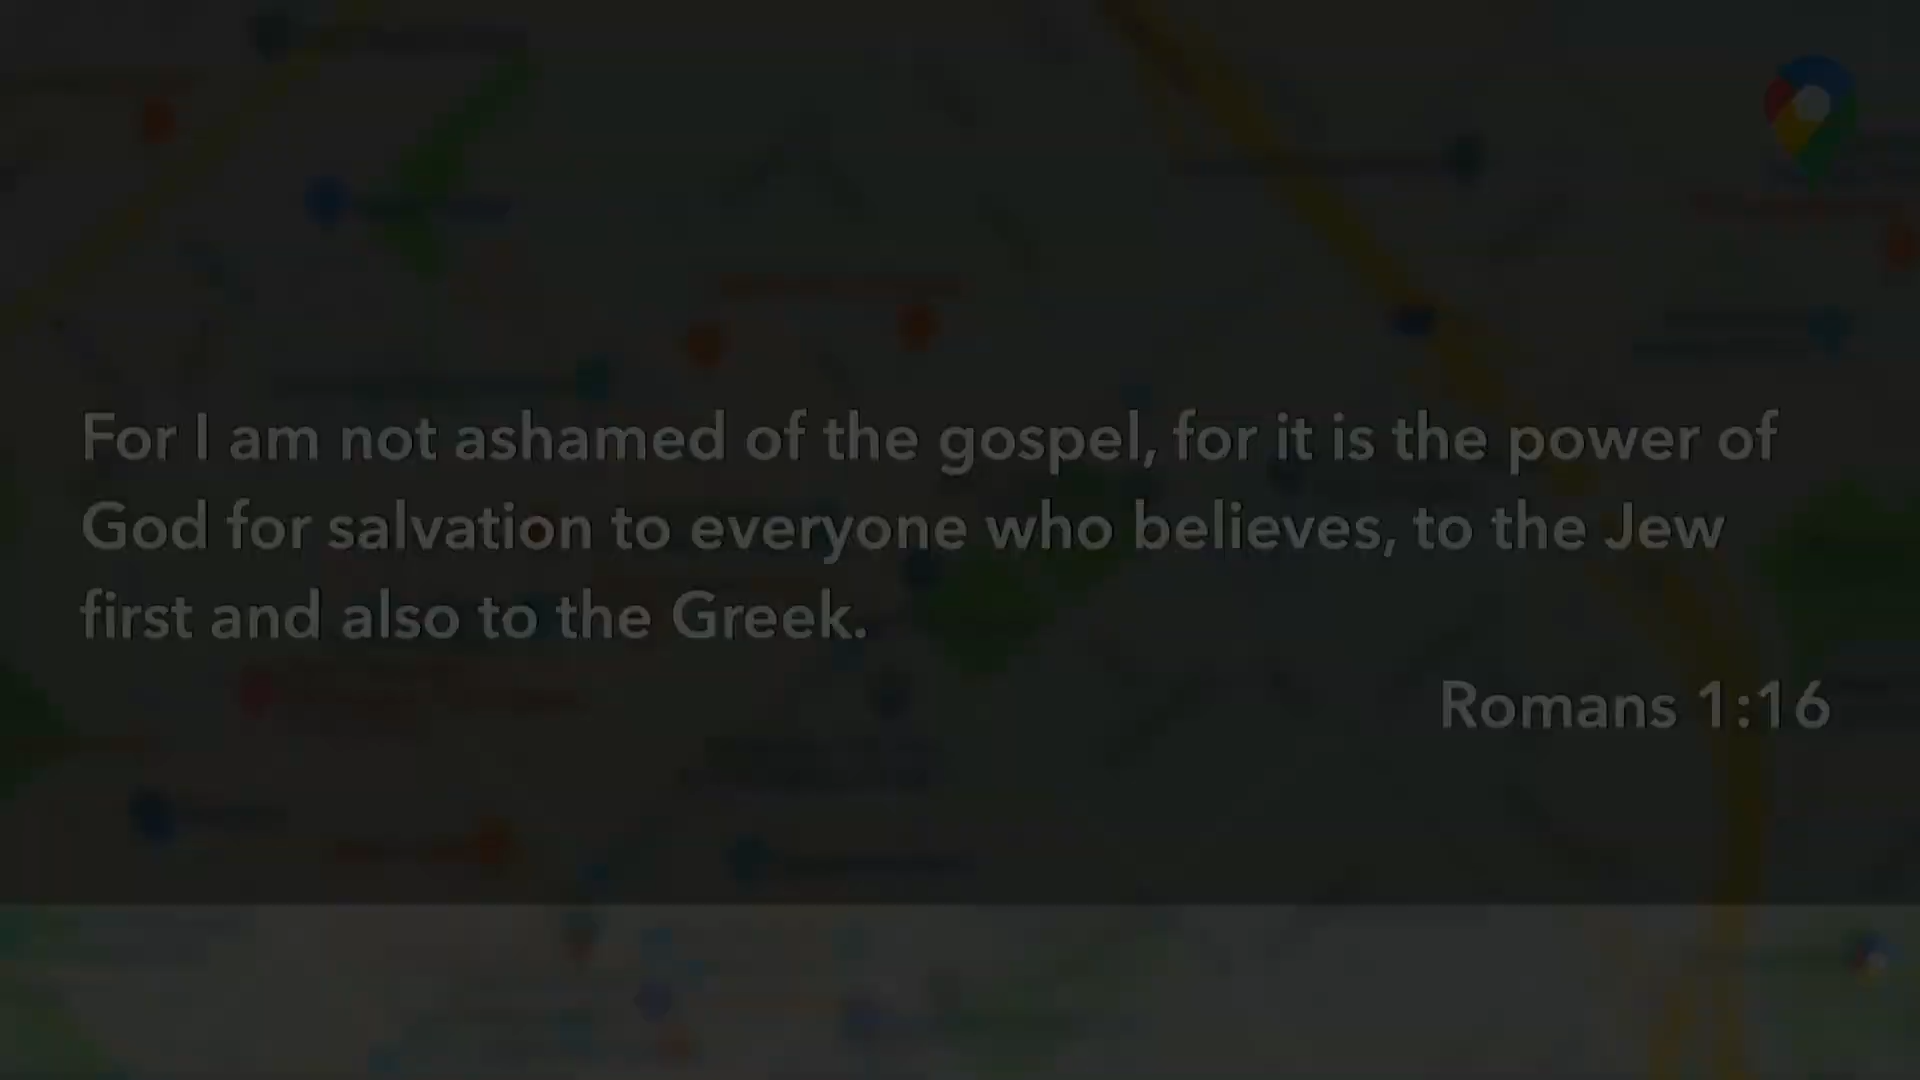 For I am not ashamed of the gospel, for it is the power of
God for salvation to everyone who believes, to the Jew
first and also to the Greek.
Romans 1:16